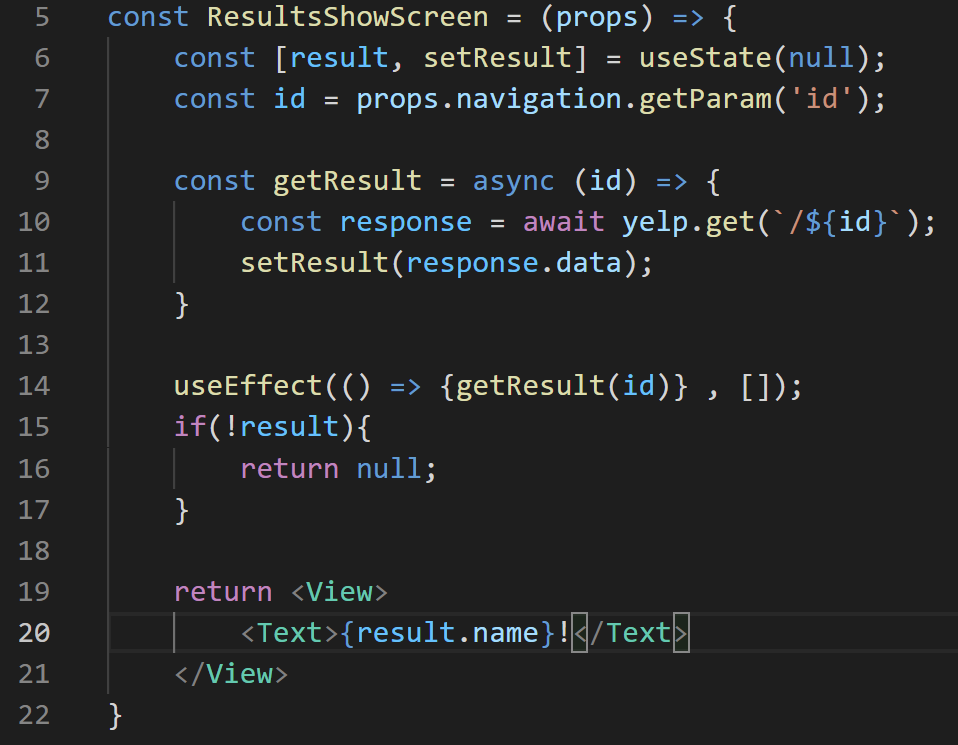 5 const ResultsShowScreen = (props) => {
6 const [result, setResult] = useState(null);
7 const id = props.navigation.getParam('id');
8
9 const getResult = async (id) => {
10 const response = await yelp.get(`/${id}`);
11 setResult(response.data);
12 }
13
14 useEffect(() => {getResult(id)} , []);
15 if(!result){
16 return null;
17 }
18
19 return <View>
20 <Text>{result.name}!</Text>
21 </View>
22 }